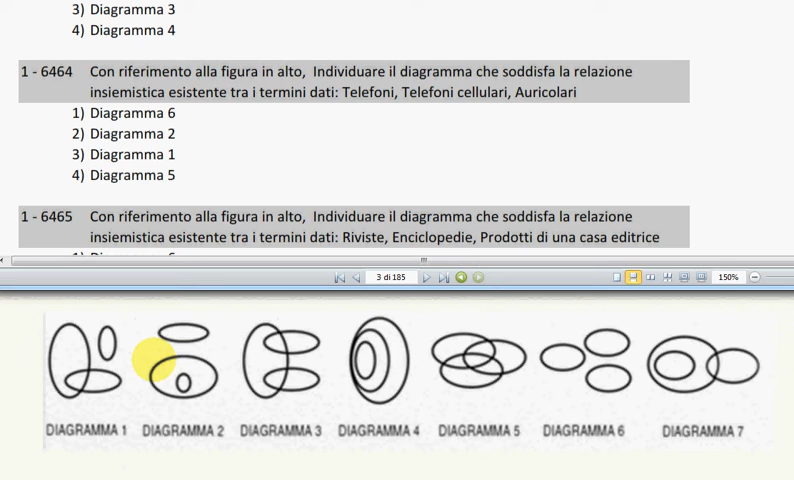 3) Diagramma 3
4) Diagramma 4
1 - 6464 Con riferimento alla figura in alto, Individuare il diagramma che soddisfa la relazione
insiemistica esistente tra i termini dati: Telefoni, Telefoni cellulari, Auricolari
1) Diagramma 6
2) Diagramma 2
3) Diagramma 1
4) Diagramma 5
1 - 6465 Con riferimento alla figura in alto, Individuare il diagramma che soddisfa la relazione
insiemistica esistente tra i termini dati: Riviste, Enciclopedie, Prodotti di una casa editrice
3 di 185 150%
DIAGRAMMA 1 DIAGRAMMA 2 DIAGRAMMA 3 DIAGRAMMA 4 DIAGRAMMA 5 DIAGRAMMA 6 DIAGRAMMA 7